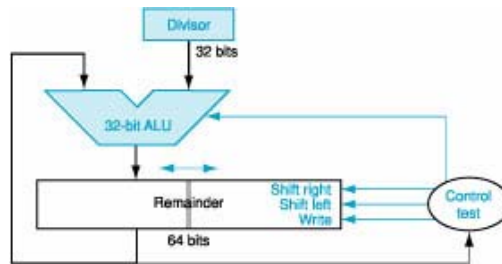 Divisor
32 bits
32-bit ALU
Remainder
Shift right
Shift left
Write
Control
test
64 bits